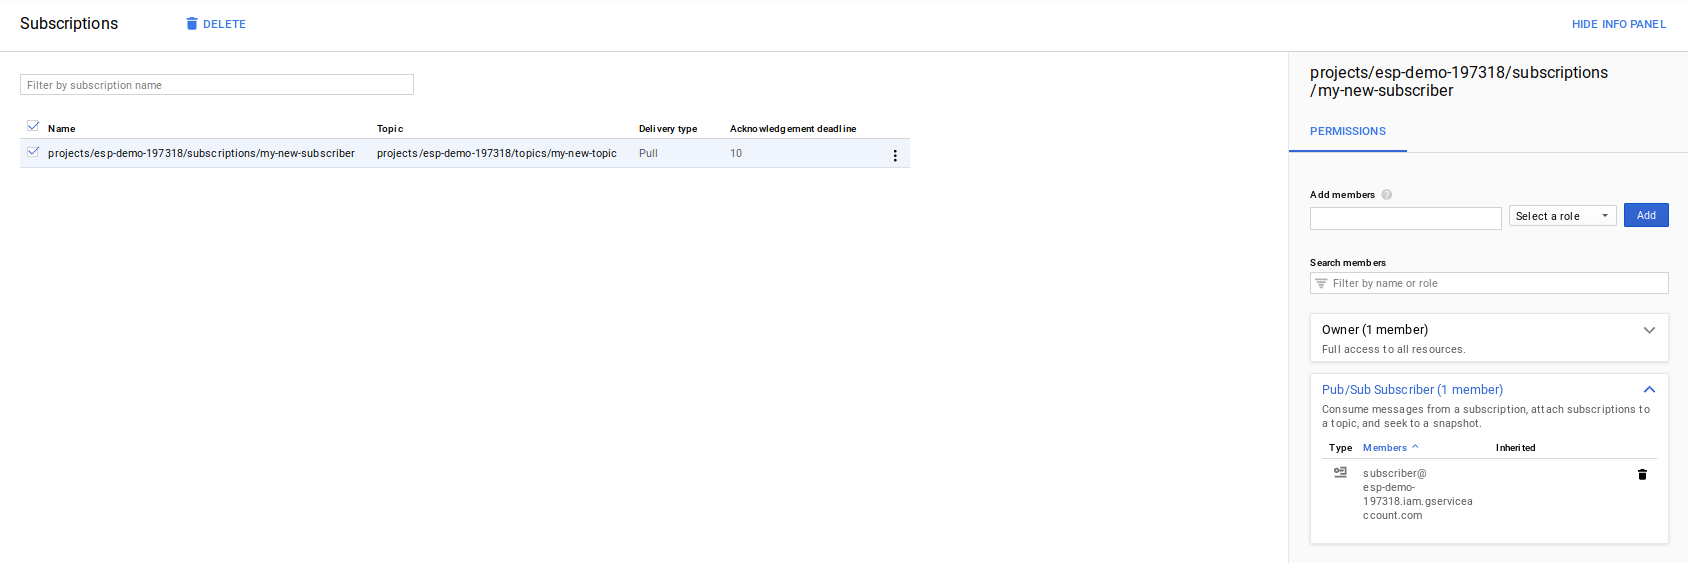 Subscriptions
DELETE
HIDE INFO PANEL
Filter by subscription name
Name Topic Delivery type Acknowledgement deadline
projects/esp-demo-197318/subscriptions/my-new-subscriber projects/esp-demo-197318/topics/my-new-topic Pull 10
projects/esp-demo-197318/subscriptions
/my-new-subscriber
PERMISSIONS
Add members ?
Select a role Add
Search members
Filter by name or role
Owner (1 member)
Full access to all resources.
Pub/Sub Subscriber (1 member)
Consume messages from a subscription, attach subscriptions to
a topic, and seek to a snapshot.
Type Members Inherited
subscriber@
esp-demo-
197318.iam.gservicea
ccount.com